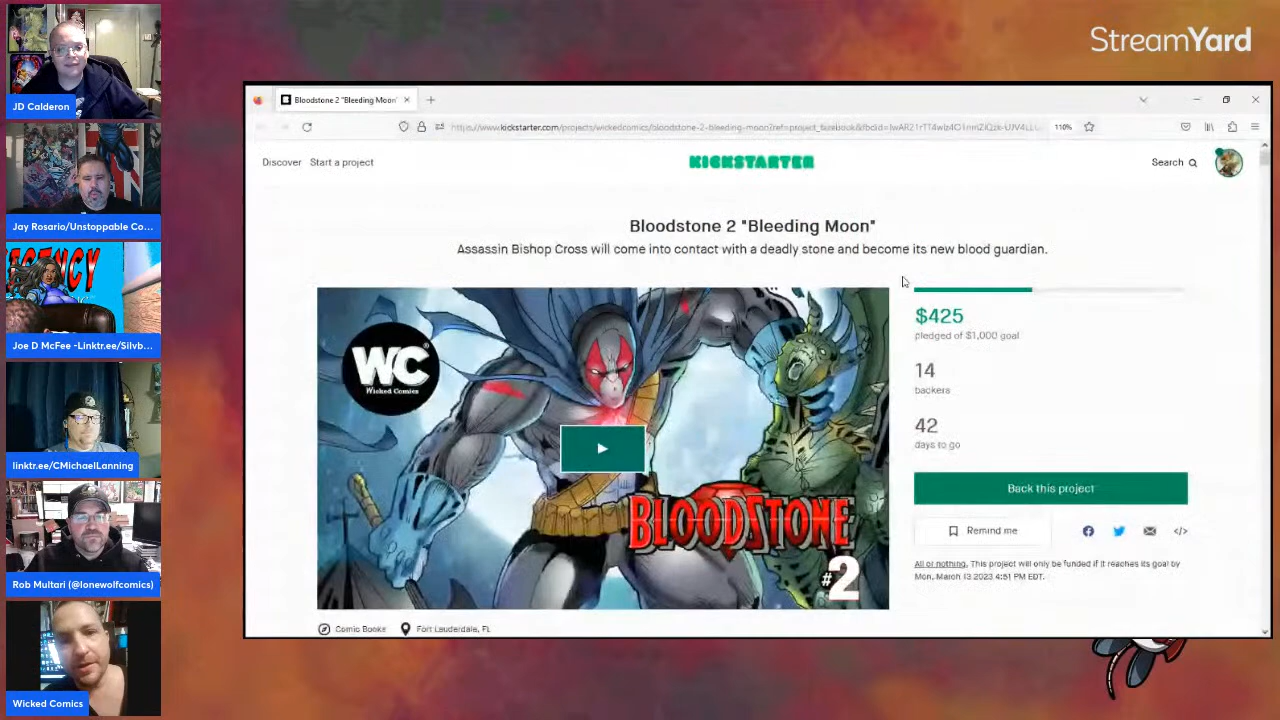 JD Calderon
Jay Rosario/Unstoppable Co...
GENCY
Joe D McFee -Linktr.ee/Silvb...
linktr.ee/CMichaelLanning
Rob Multari (@lonewolfcomics)
Wicked Comics
StreamYard
Bloodstone 2 "Bleeding Moon"
110%
Discover Start a project
KICKSTARTER
Search
Bloodstone 2 "Bleeding Moon"
Assassin Bishop Cross will come into contact with a deadly stone and become its new blood guardian.
WC
Wicked Comics
BLOODSTONE
#2
$425
pledged of $1,000 goal
14
backers
42
days to go
Back this project
Remind me
All or nothing. This project will only be funded if it reaches its goal by
Mon, March 13 2023 4:51 PM EDT.
Comic Books Fort Lauderdale, FL